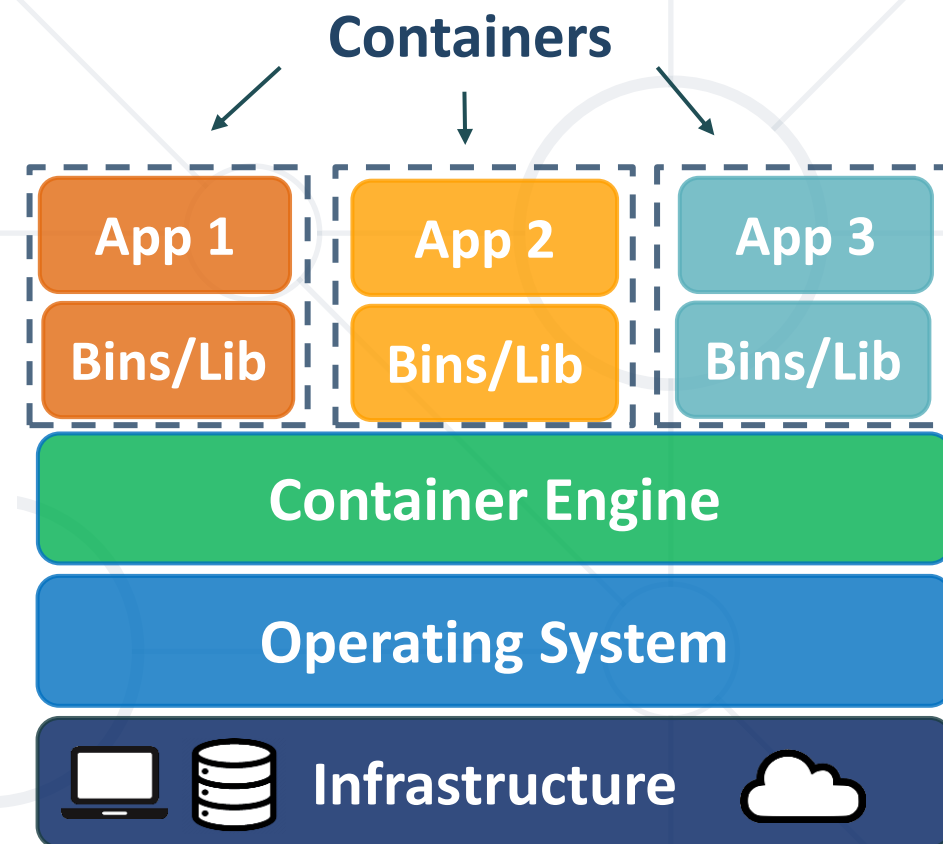 Containers
App 1
App 2
App 3
Bins/Lib
Bins/Lib
Bins/Lib
Container Engine
Operating System
Infrastructure